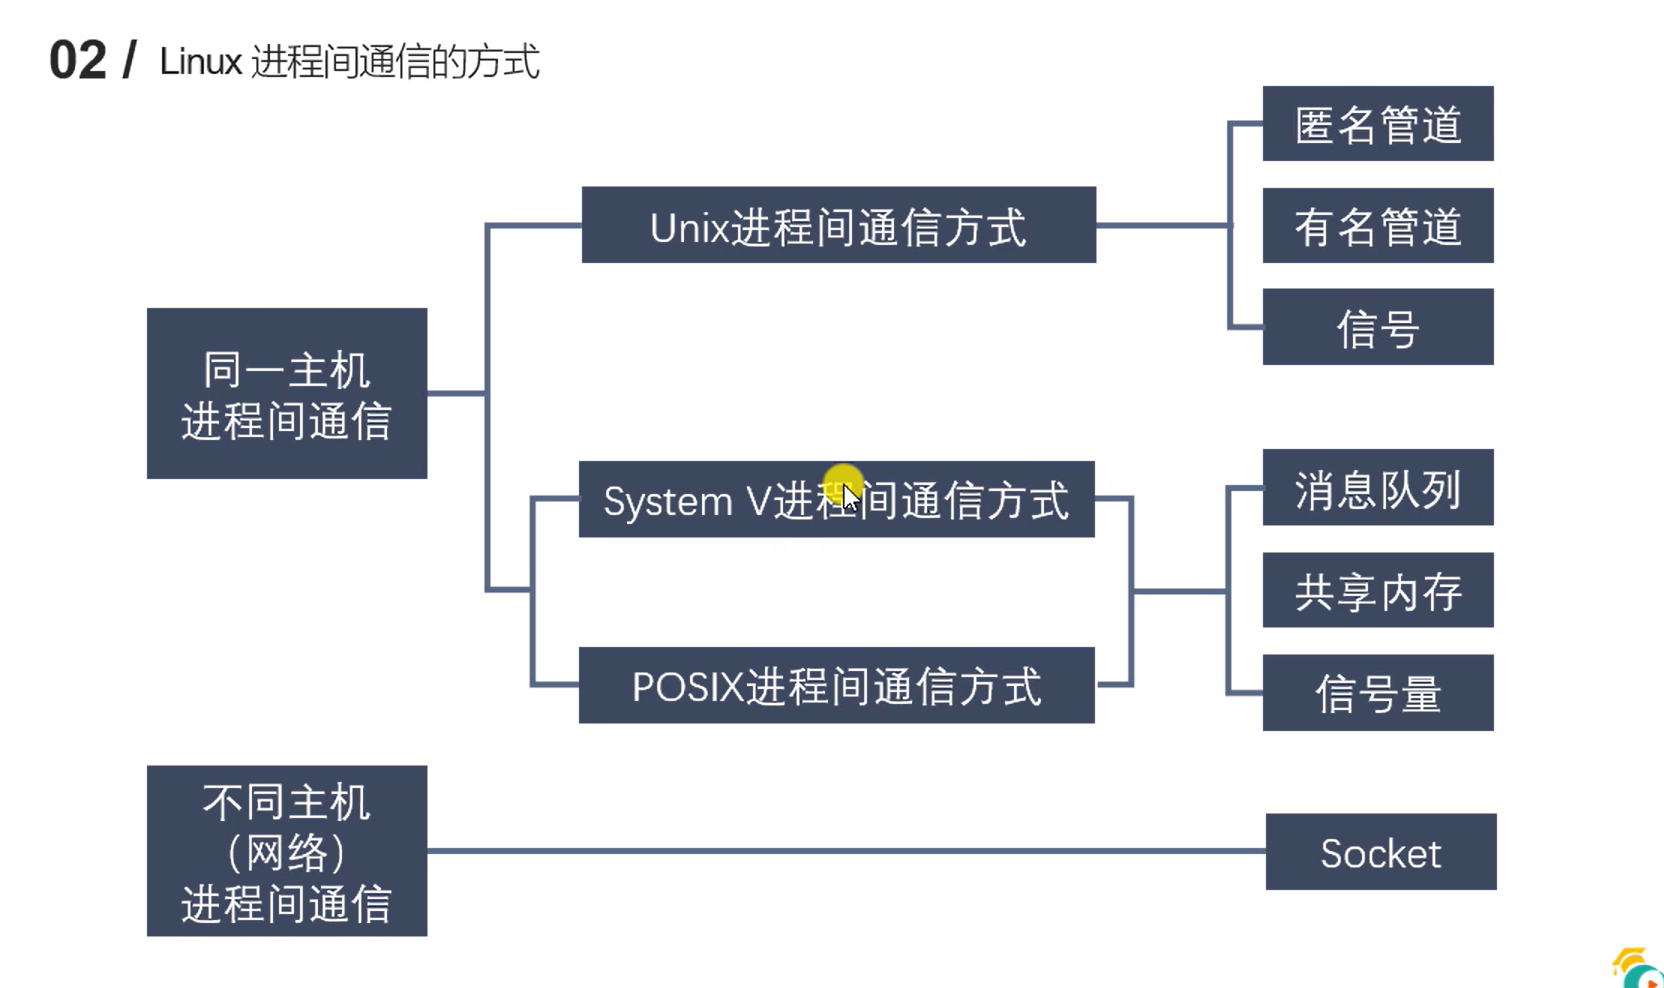 02 / Linux 进程间通信的方式
匿名管道
Unix进程间通信方式
有名管道
信号
同一主机
进程间通信
System V进程间通信方式
消息队列
共享内存
POSIX进程间通信方式
信号量
不同主机
（网络）
进程间通信
Socket